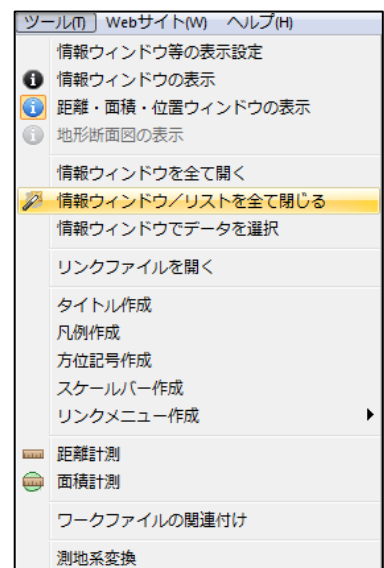 ツール(T) Webサイト(W) ヘルプ(H)
情報ウィンドウ等の表示設定
情報ウィンドウの表示
距離・面積・位置ウィンドウの表示
地形断面図の表示
情報ウィンドウを全て開く
情報ウィンドウ/リストを全て閉じる
情報ウィンドウでデータを選択
リンクファイルを開く
タイトル作成
凡例作成
方位記号作成
スケールバー作成
リンクメニュー作成
距離計測
面積計測
ワークファイルの関連付け
測地系変換